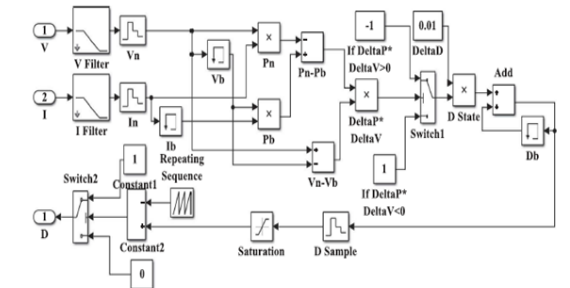 1
V
V Filter
Vn
Vb
x
Pn
Pn-Pb
-1
If DeltaP*
DeltaV>0
0.01
DeltaD
2
I
I Filter
In
Ib
x
Pb
Vn-Vb
x
DeltaP*
DeltaV
Switch1
x
D State
Add
Db
1
If DeltaP*
DeltaV<0
Repeating
Sequence
1
Constant1
Switch2
1
D
Constant2
0
Saturation
D Sample